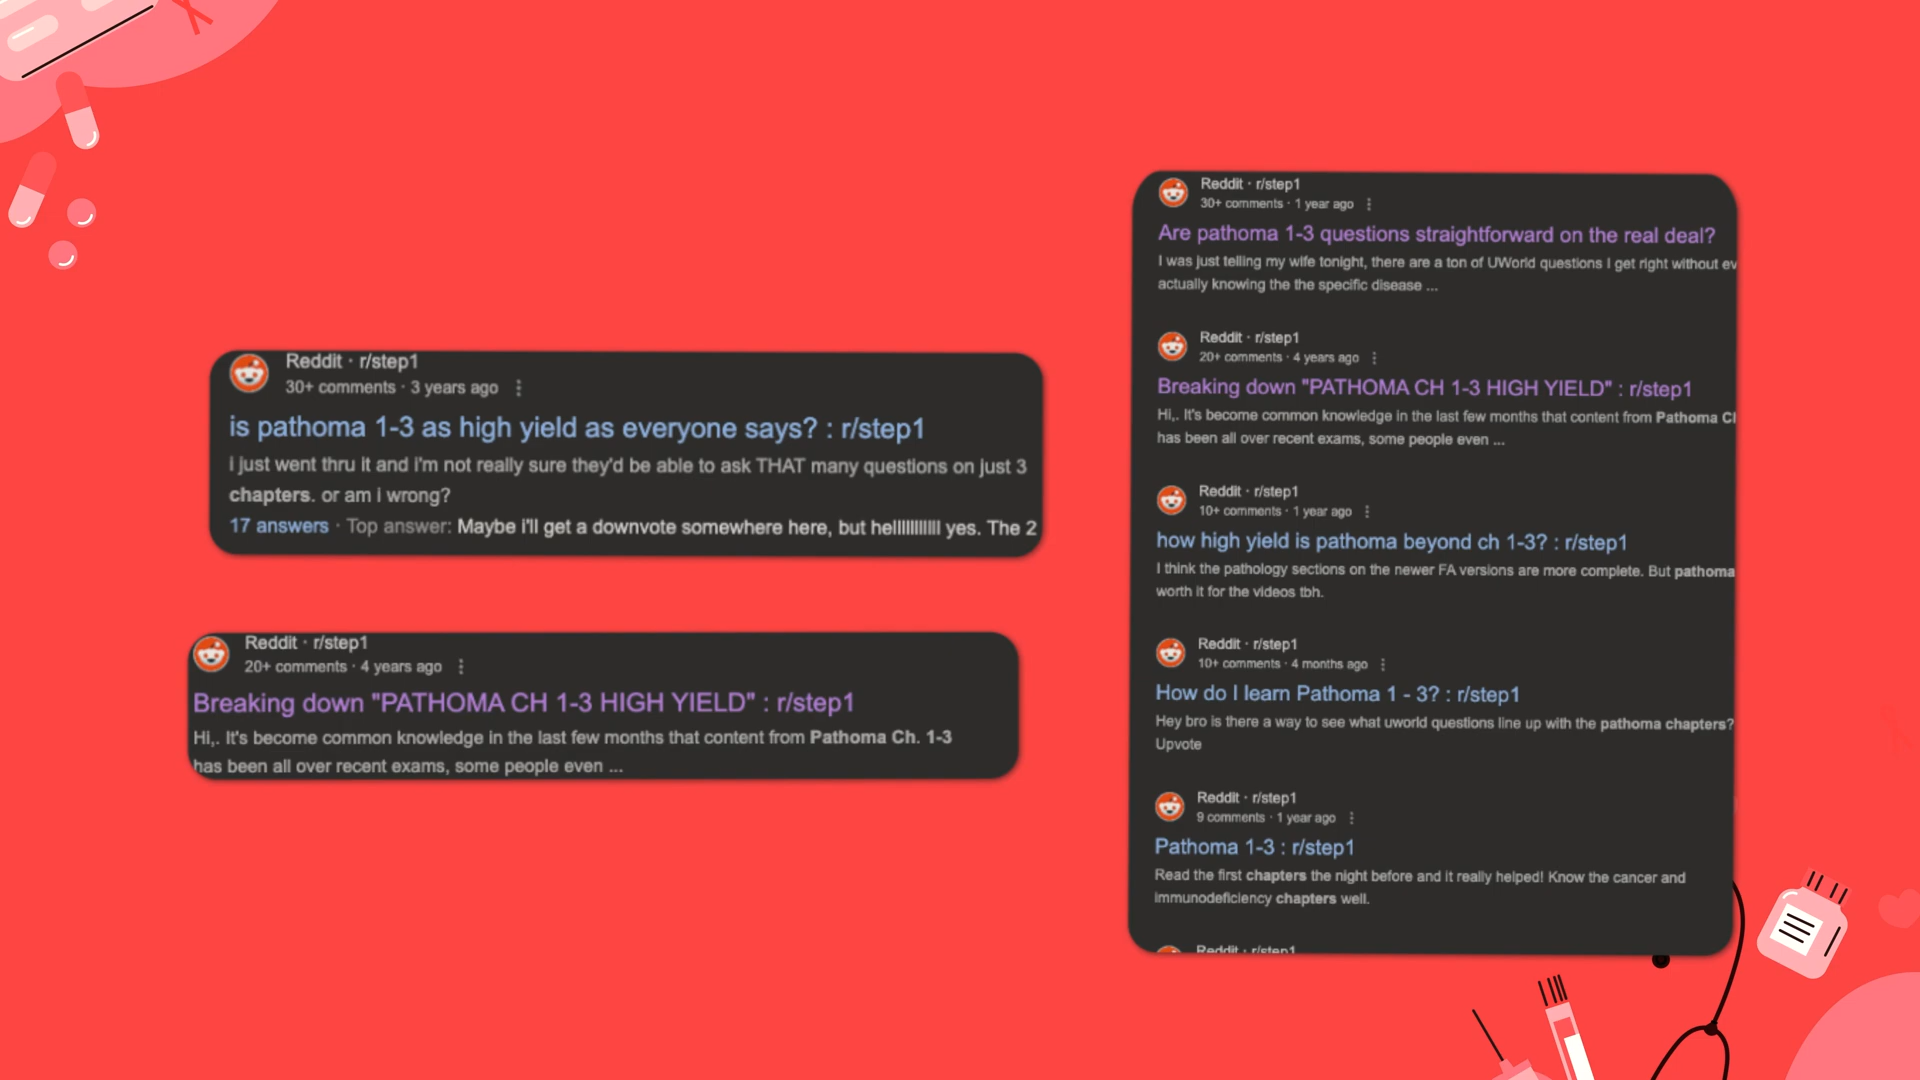 Reddit · r/step1
30+ comments · 3 years ago
is pathoma 1-3 as high yield as everyone says? : r/step1
i just went thru it and i'm not really sure they'd be able to ask THAT many questions on just 3
chapters. or am i wrong?
17 answers · Top answer: Maybe i'll get a downvote somewhere here, but hellllllllllll yes. The 2
Reddit · r/step1
20+ comments · 4 years ago
Breaking down "PATHOMA CH 1-3 HIGH YIELD" : r/step1
Hi,. It's become common knowledge in the last few months that content from Pathoma Ch. 1-3
has been all over recent exams, some people even ...
Reddit · r/step1
30+ comments · 1 year ago
Are pathoma 1-3 questions straightforward on the real deal?
I was just telling my wife tonight, there are a ton of UWorld questions I get right without ev
actually knowing the the specific disease ...
Reddit · r/step1
20+ comments · 4 years ago
Breaking down "PATHOMA CH 1-3 HIGH YIELD" : r/step1
Hi,. It's become common knowledge in the last few months that content from Pathoma Cl
has been all over recent exams, some people even ...
Reddit · r/step1
10+ comments · 1 year ago
how high yield is pathoma beyond ch 1-3? : r/step1
I think the pathology sections on the newer FA versions are more complete. But pathoma
worth it for the videos tbh.
Reddit · r/step1
10+ comments · 4 months ago
How do I learn Pathoma 1 - 3? : r/step1
Hey bro is there a way to see what uworld questions line up with the pathoma chapters?
Upvote
Reddit · r/step1
9 comments · 1 year ago
Pathoma 1-3 : r/step1
Read the first chapters the night before and it really helped! Know the cancer and
immunodeficiency chapters well.
Reddit · r/step1